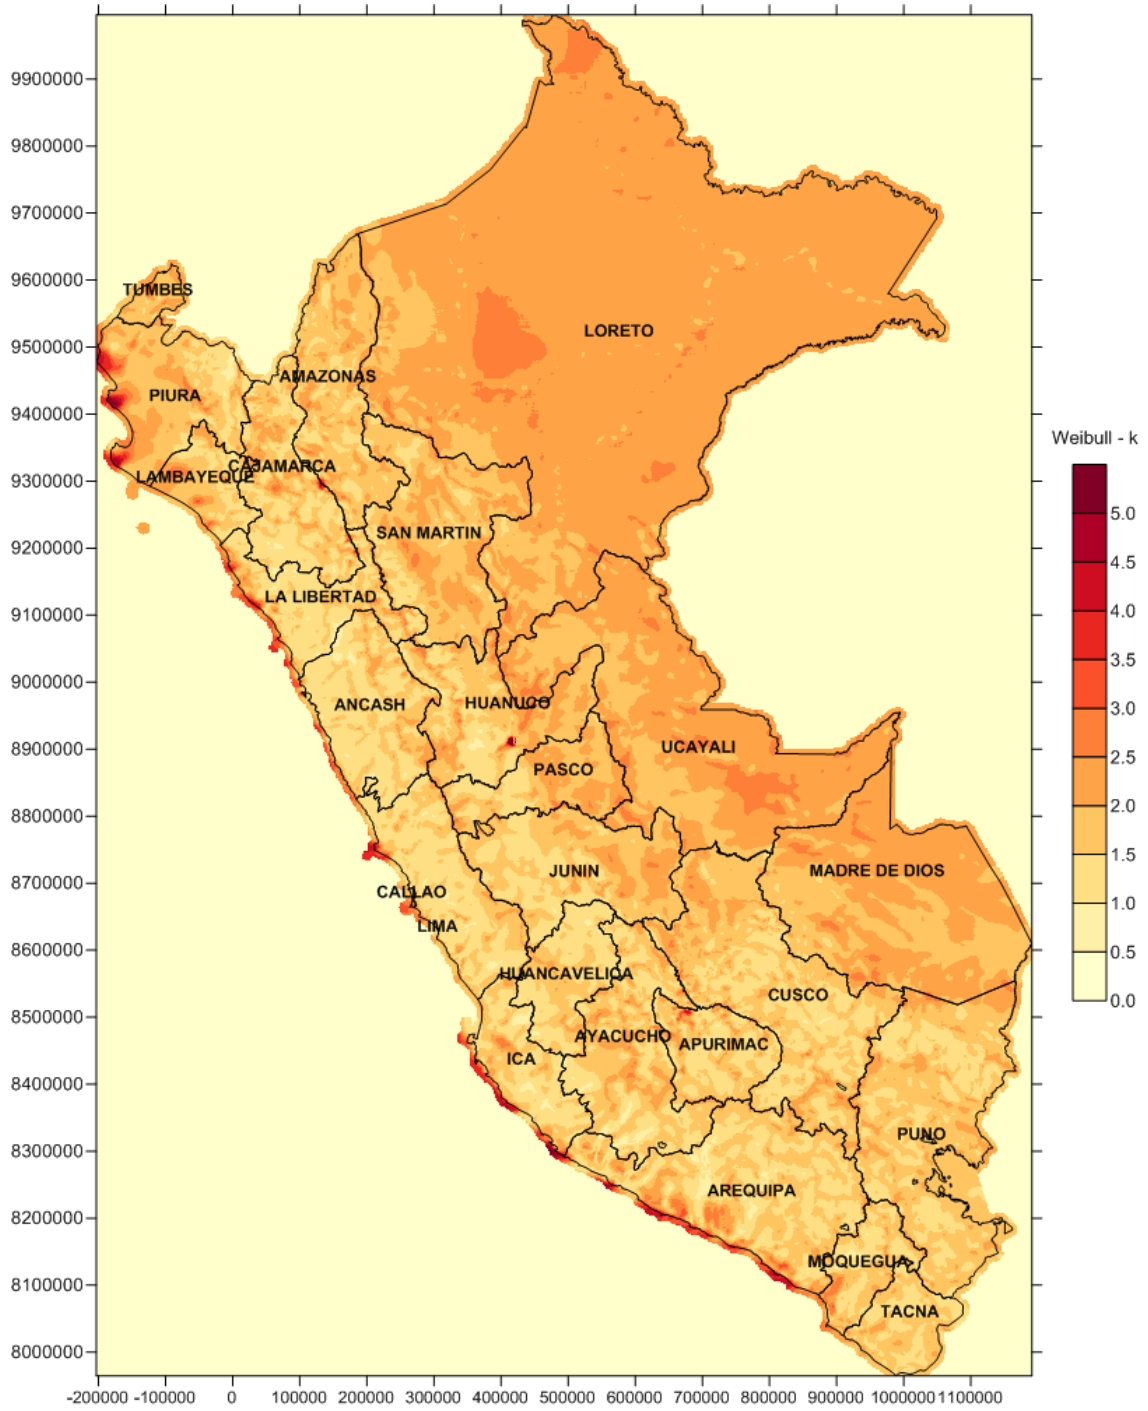 9900000
9800000
9700000
9600000
TUMBES
9500000
LORETO
AMAZONAS
PIURA
9400000
Weibull - k
CAJAMARCA
LAMBAYEQUE
9300000
5.0
SAN MARTIN
4.5
9200000
4.0
LA LIBERTAD
9100000
3.5
9000000
3.0
ANCASH
HUANUCO
UCAYALI
8900000
2.5
PASCO
8800000
2.0
1.5
JUNIN
MADRE DE DIOS
8700000
CALLAO
1.0
LIMA
8600000
0.5
HUANCAVELICA
CUSCO
0.0
8500000
AYACUCHO
APURIMAC
ICA
8400000
PUNO
8300000
AREQUIPA
8200000
MOQUEGUA
8100000
TACNA
8000000
-200000 -100000 0 100000 200000 300000 400000 500000 600000 700000 800000 900000 1000000 1100000